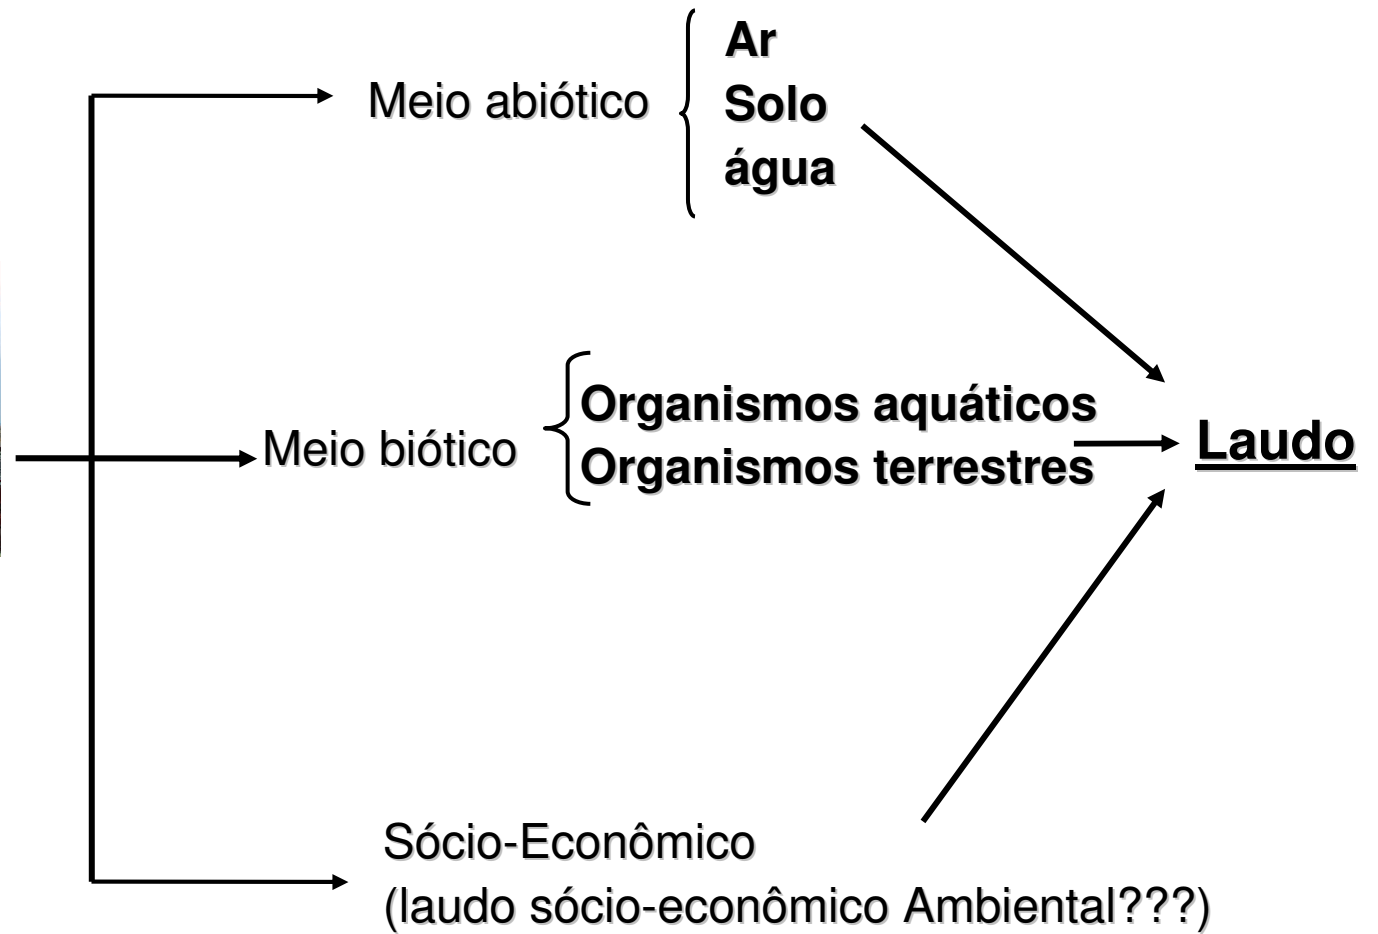 Meio abiótico
Ar
Solo
água
Meio biótico
Organismos aquáticos
Organismos terrestres
Laudo
Sócio-Econômico
(laudo sócio-econômico Ambiental???)